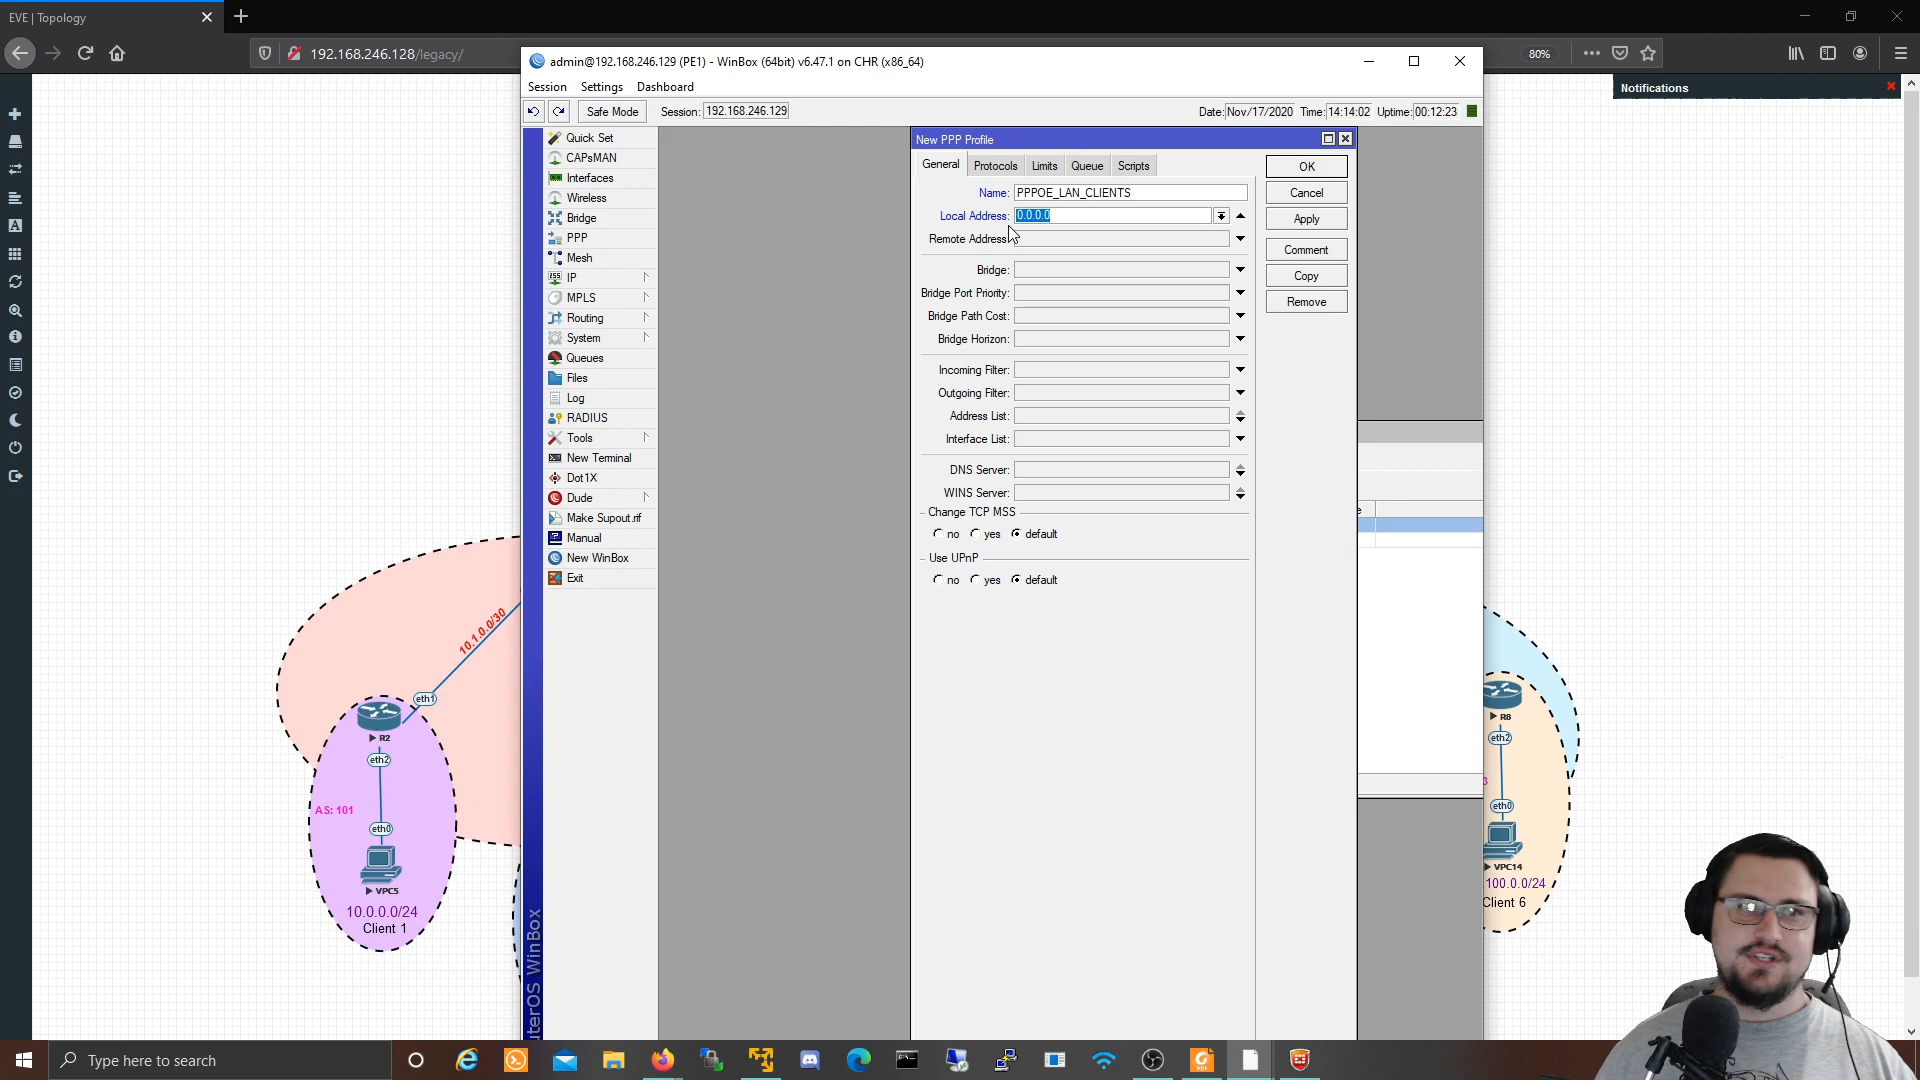 EVE | Topology
192.168.246.128/legacy/
80%
Notifications
admin@192.168.246.129 (PE1) - WinBox (64bit) v6.47.1 on CHR (x86_64)
Session Settings Dashboard
Safe Mode Session: 192.168.246.129 Date: Nov/17/2020 Time: 14:14:02 Uptime: 00:12:23
Quick Set
CAPsMAN
Interfaces
Wireless
Bridge
PPP
Mesh
IP
MPLS
Routing
System
Queues
Files
Log
RADIUS
Tools
New Terminal
Dot1X
Dude
Make Supout.rif
Manual
New WinBox
Exit
uterOS WinBox
New PPP Profile
General Protocols Limits Queue Scripts
Name: PPPOE_LAN_CLIENTS
Local Address: 0.0.0.0
Remote Address:
Bridge:
Bridge Port Priority:
Bridge Path Cost:
Bridge Horizon:
Incoming Filter:
Outgoing Filter:
Address List:
Interface List:
DNS Server:
WINS Server:
Change TCP MSS
no yes default
Use UPnP
no yes default
OK
Cancel
Apply
Comment
Copy
Remove
e
10.1.0.0/30
eth1
R2
eth2
AS: 101
eth0
VPC5
10.0.0.0/24
Client 1
R8
eth2
3
eth0
VPC14
.100.0.0/24
Client 6
Type here to search